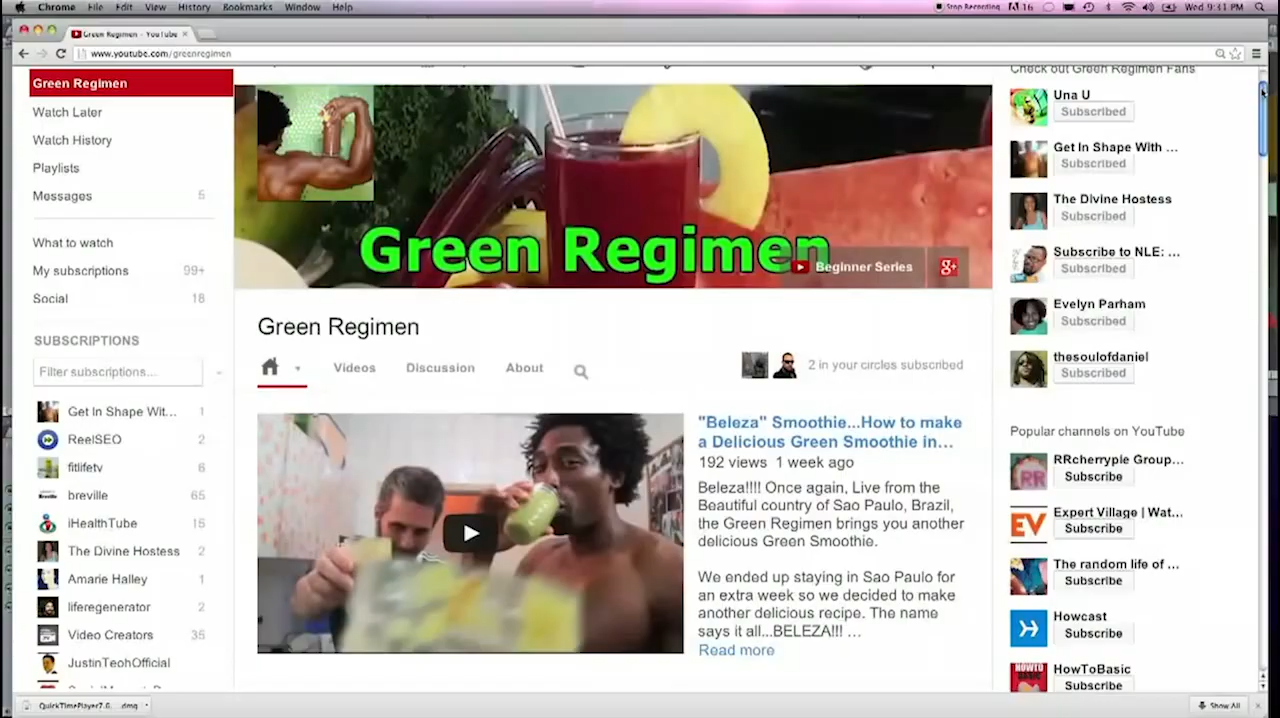 Chrome File Edit View History Bookmarks Window Help
Stop Recording 16 Wed 9:31 PM
Green Regimen - YouTube
www.youtube.com/greenregimen
Green Regimen
Watch Later
Watch History
Playlists
Messages 5
What to watch
My subscriptions 99+
Social 18
SUBSCRIPTIONS
Filter subscriptions...
Get In Shape Wit... 1
ReelSEO 2
fitlifetv 6
breville 65
iHealthTube 15
The Divine Hostess 2
Amarie Halley 1
liferegenerator 2
Video Creators 35
JustinTeohOfficial
Green Regimen
Beginner Series
g+
Green Regimen
Videos Discussion About
2 in your circles subscribed
"Beleza" Smoothie...How to make
a Delicious Green Smoothie in...
192 views 1 week ago
Beleza!!!! Once again, Live from the
Beautiful country of Sao Paulo, Brazil,
the Green Regimen brings you another
delicious Green Smoothie.
We ended up staying in Sao Paulo for
an extra week so we decided to make
another delicious recipe. The name
says it all...BELEZA!!! ...
Read more
Check out Green Regimen Fans
Una U
Subscribed
Get In Shape With ...
Subscribed
The Divine Hostess
Subscribed
Subscribe to NLE: ...
Subscribed
Evelyn Parham
Subscribed
thesoulofdaniel
Subscribed
Popular channels on YouTube
RR
RRcherrypie Group...
Subscribe
EV
Expert Village | Wat...
Subscribe
The random life of ...
Subscribe
Howcast
Subscribe
HOWTO
BASIC
HowToBasic
Subscribe
Show All